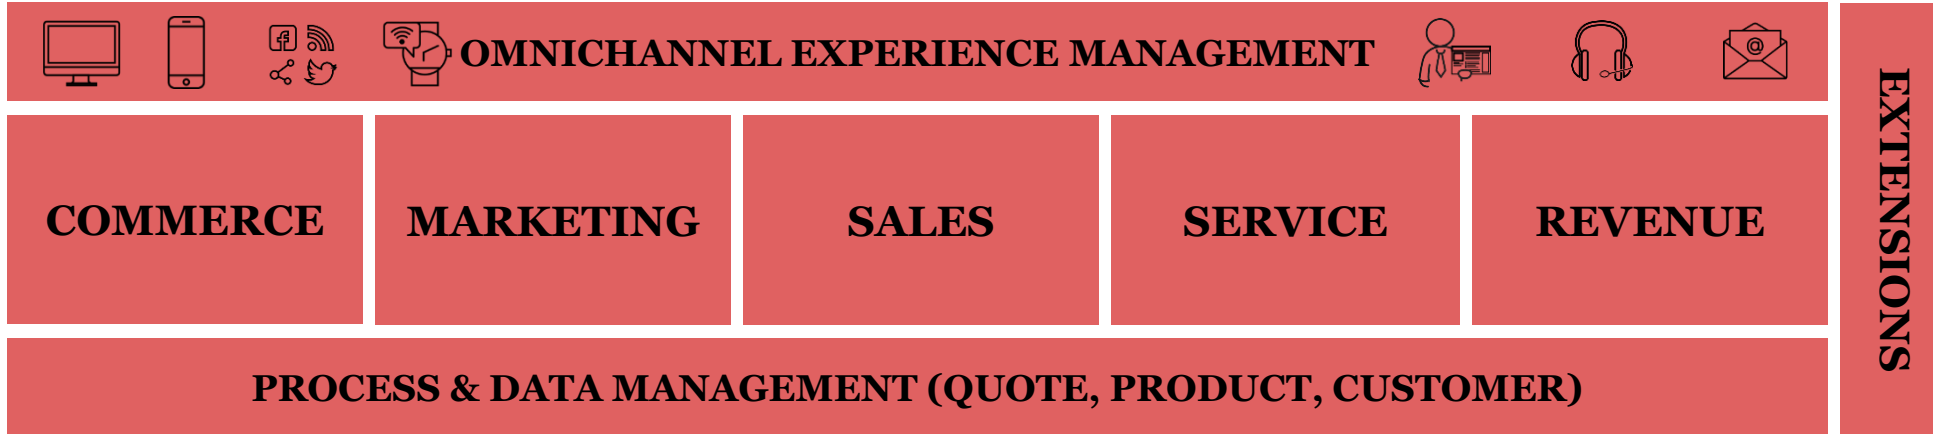 OMNICHANNEL EXPERIENCE MANAGEMENT
COMMERCE
MARKETING
SALES
SERVICE
REVENUE
PROCESS & DATA MANAGEMENT (QUOTE, PRODUCT, CUSTOMER)
EXTENSIONS